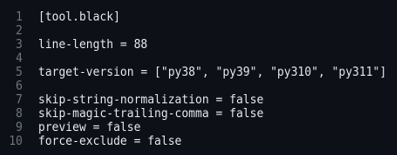 1 [tool.black]
2
3 line-length = 88
4
5 target-version = ["py38", "py39", "py310", "py311"]
6
7 skip-string-normalization = false
8 skip-magic-trailing-comma = false
9 preview = false
10 force-exclude = false